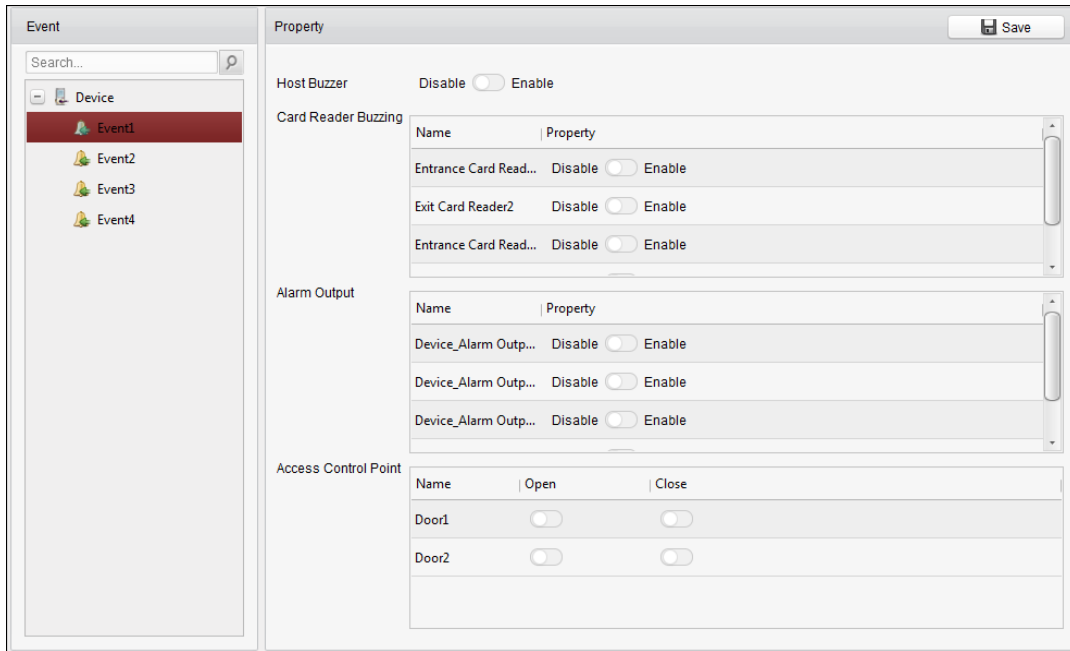 Event
Search...
Device
Event1
Event2
Event3
Event4
Property
Save
Host Buzzer Disable Enable
Card Reader Buzzing
Name Property
Entrance Card Read... Disable Enable
Exit Card Reader2 Disable Enable
Entrance Card Read... Disable Enable
Alarm Output
Name Property
Device_Alarm Outp... Disable Enable
Device_Alarm Outp... Disable Enable
Device_Alarm Outp... Disable Enable
Access Control Point
Name Open Close
Door1
Door2